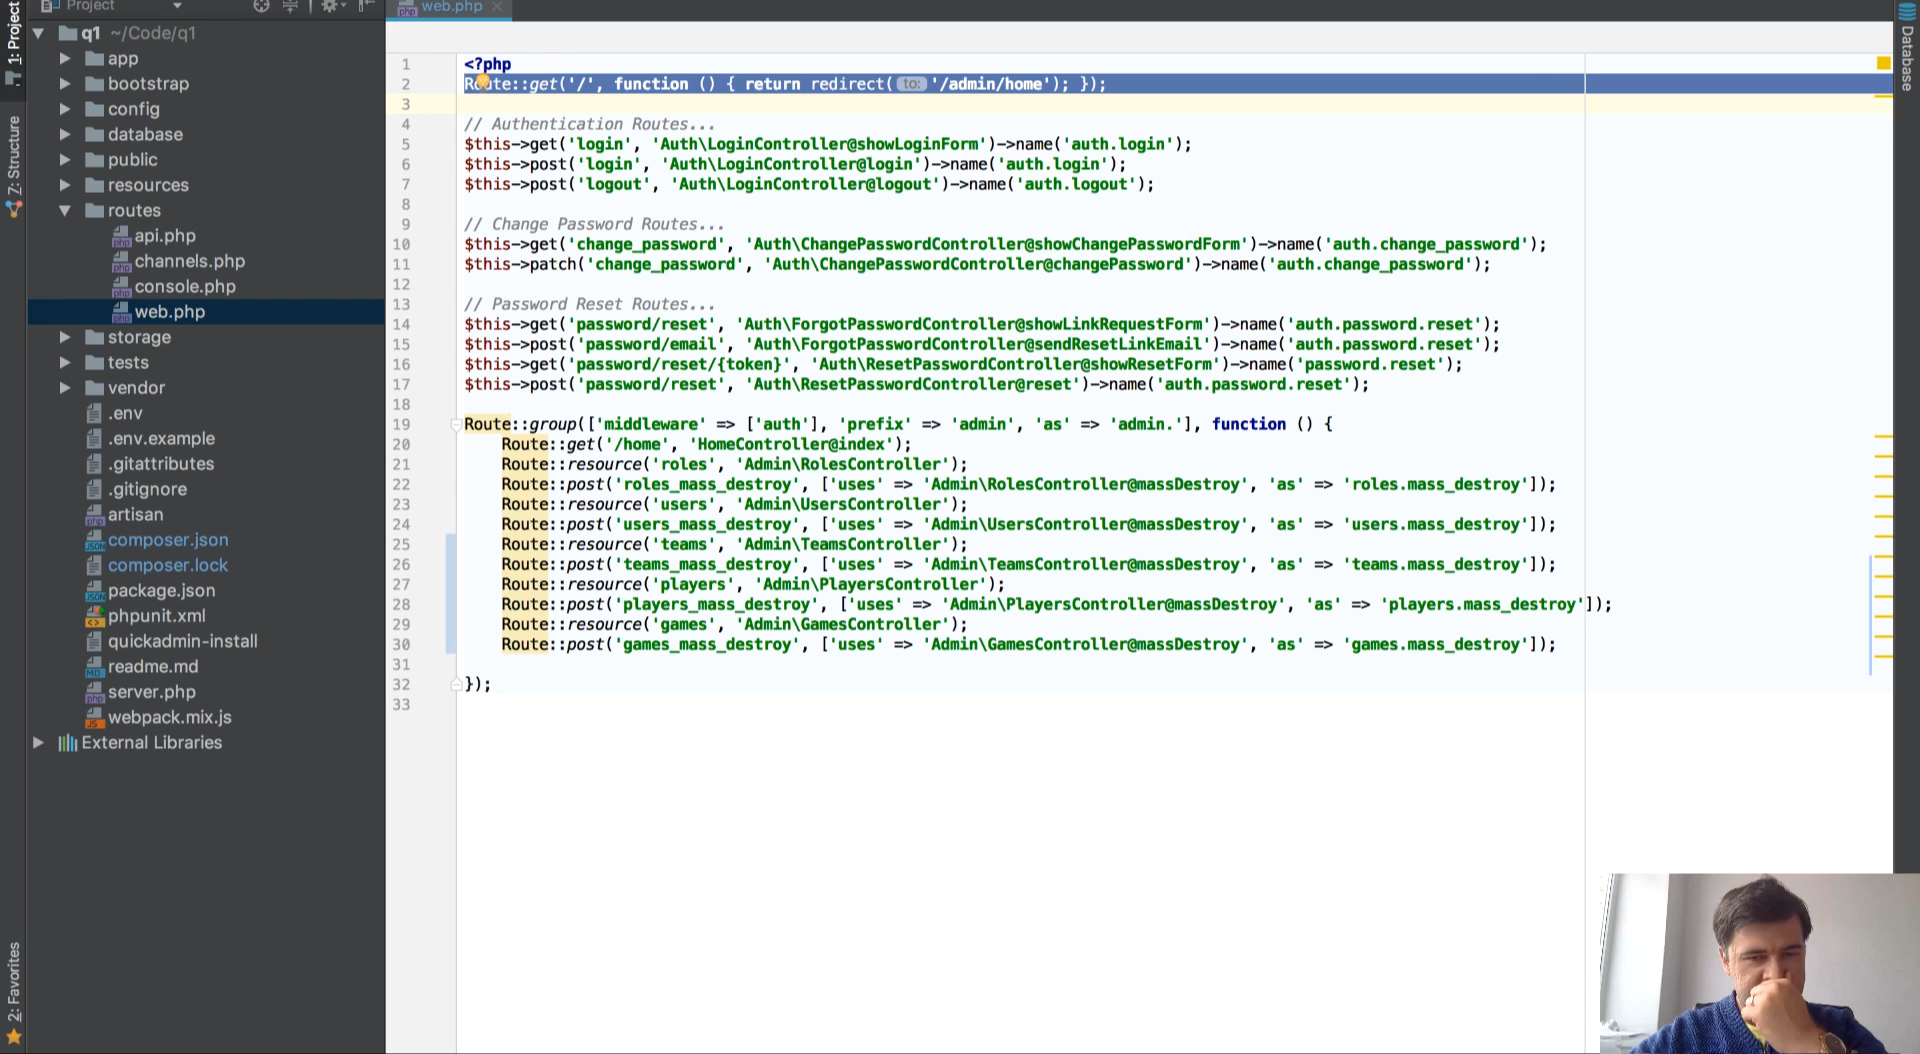 Project
web.php
1: Project
7: Structure
2: Favorites
Database
q1 ~/Code/q1
app
bootstrap
config
database
public
resources
routes
api.php
channels.php
console.php
web.php
storage
tests
vendor
.env
.env.example
.gitattributes
.gitignore
artisan
composer.json
composer.lock
package.json
phpunit.xml
quickadmin-install
readme.md
server.php
webpack.mix.js
External Libraries
1 <?php
2 Route::get('/', function () { return redirect( to: '/admin/home'); });
3
4 // Authentication Routes...
5 $this->get('login', 'Auth\LoginController@showLoginForm')->name('auth.login');
6 $this->post('login', 'Auth\LoginController@login')->name('auth.login');
7 $this->post('logout', 'Auth\LoginController@logout')->name('auth.logout');
8
9 // Change Password Routes...
10 $this->get('change_password', 'Auth\ChangePasswordController@showChangePasswordForm')->name('auth.change_password');
11 $this->patch('change_password', 'Auth\ChangePasswordController@changePassword')->name('auth.change_password');
12
13 // Password Reset Routes...
14 $this->get('password/reset', 'Auth\ForgotPasswordController@showLinkRequestForm')->name('auth.password.reset');
15 $this->post('password/email', 'Auth\ForgotPasswordController@sendResetLinkEmail')->name('auth.password.reset');
16 $this->get('password/reset/{token}', 'Auth\ResetPasswordController@showResetForm')->name('password.reset');
17 $this->post('password/reset', 'Auth\ResetPasswordController@reset')->name('auth.password.reset');
18
19 Route::group(['middleware' => ['auth'], 'prefix' => 'admin', 'as' => 'admin.'], function () {
20 Route::get('/home', 'HomeController@index');
21 Route::resource('roles', 'Admin\RolesController');
22 Route::post('roles_mass_destroy', ['uses' => 'Admin\RolesController@massDestroy', 'as' => 'roles.mass_destroy']);
23 Route::resource('users', 'Admin\UsersController');
24 Route::post('users_mass_destroy', ['uses' => 'Admin\UsersController@massDestroy', 'as' => 'users.mass_destroy']);
25 Route::resource('teams', 'Admin\TeamsController');
26 Route::post('teams_mass_destroy', ['uses' => 'Admin\TeamsController@massDestroy', 'as' => 'teams.mass_destroy']);
27 Route::resource('players', 'Admin\PlayersController');
28 Route::post('players_mass_destroy', ['uses' => 'Admin\PlayersController@massDestroy', 'as' => 'players.mass_destroy']);
29 Route::resource('games', 'Admin\GamesController');
30 Route::post('games_mass_destroy', ['uses' => 'Admin\GamesController@massDestroy', 'as' => 'games.mass_destroy']);
31
32 });
33